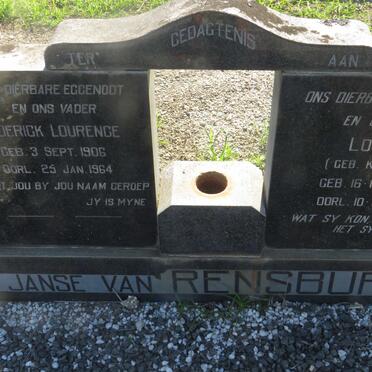 TER GEDAGTENIS AAN
DIERBARE EGGENOOT
EN ONS VADER
DERICK LOURENCE
GEB. 3 SEPT. 1906
OORL. 25 JAN. 1964
JOU BY JOU NAAM GEROEP
JY IS MYNE
ONS DIERB
EN
LO
(GEB. K
GEB. 16
OORL. 10
WAT SY KON
HET SY
JANSE VAN RENSBUR